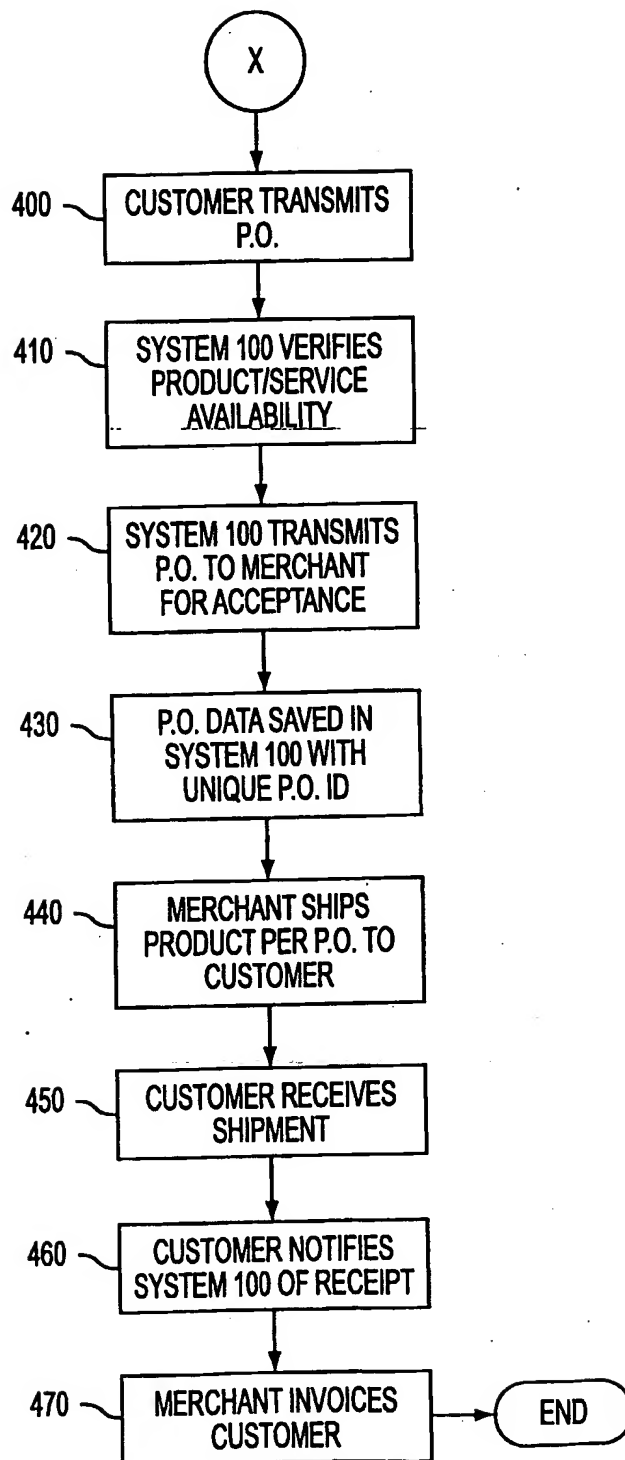 X
400
CUSTOMER TRANSMITS
P.O.
410
SYSTEM 100 VERIFIES
PRODUCT/SERVICE
AVAILABILITY
420
SYSTEM 100 TRANSMITS
P.O. TO MERCHANT
FOR ACCEPTANCE
430
P.O. DATA SAVED IN
SYSTEM 100 WITH
UNIQUE P.O. ID
440
MERCHANT SHIPS
PRODUCT PER P.O. TO
CUSTOMER
450
CUSTOMER RECEIVES
SHIPMENT
460
CUSTOMER NOTIFIES
SYSTEM 100 OF RECEIPT
470
MERCHANT INVOICES
CUSTOMER
END